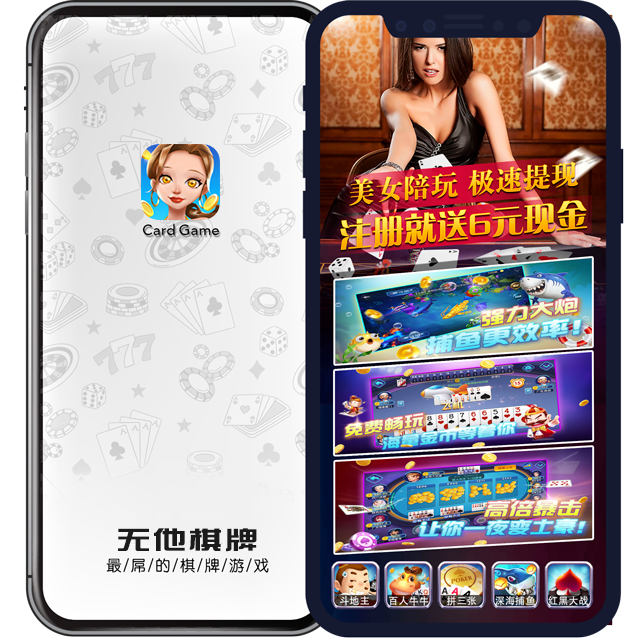 Card Game
无他棋牌
最/屌/的/棋/牌/游/戏
美女陪玩 极速提现
注册就送6元现金
强力大炮
捕鱼更效率!
免费畅玩
海量金币等着你
高倍暴击
让你一夜变土豪!
斗地主
百人牛牛
拼三张
深海捕鱼
红黑大战